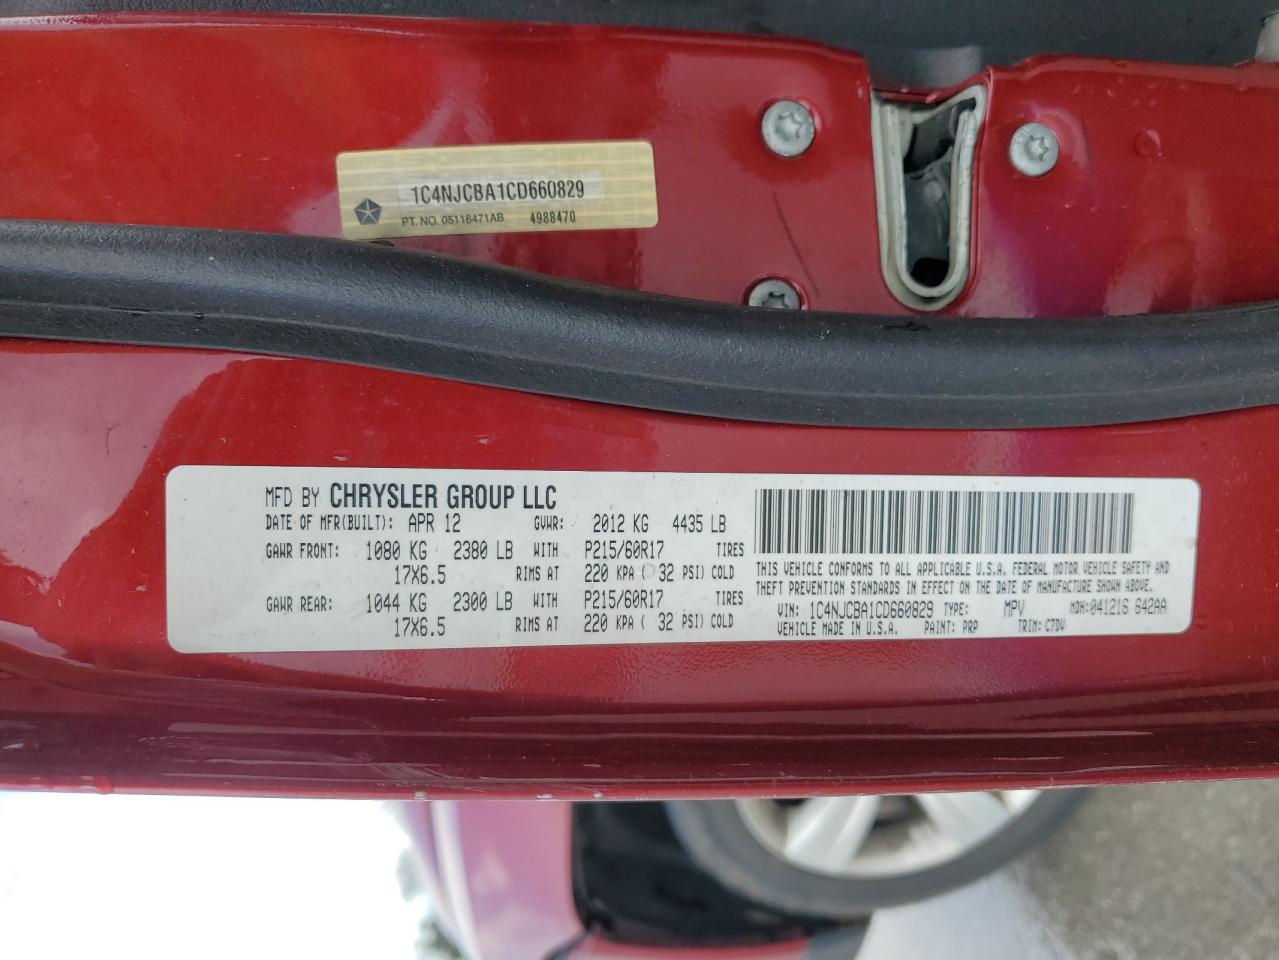 1C4NJCBA1CD660829
PT. NO. 05116471AB 4988470
MFD BY CHRYSLER GROUP LLC
DATE OF MFR(BUILT): APR 12 GVWR: 2012 KG 4435 LB
GAWR FRONT: 1080 KG 2380 LB WITH P215/60R17 TIRES
17X6.5 RIMS AT 220 KPA ( 32 PSI) COLD
GAWR REAR: 1044 KG 2300 LB WITH P215/60R17 TIRES
17X6.5 RIMS AT 220 KPA ( 32 PSI) COLD
THIS VEHICLE CONFORMS TO ALL APPLICABLE U.S.A. FEDERAL MOTOR VEHICLE SAFETY AND
THEFT PREVENTION STANDARDS IN EFFECT ON THE DATE OF MANUFACTURE SHOWN ABOVE.
VIN: 1C4NJCBA1CD660829 TYPE: MPV MDH: 041216 642AA
VEHICLE MADE IN U.S.A. PAINT: PRP TRIM: C7DV